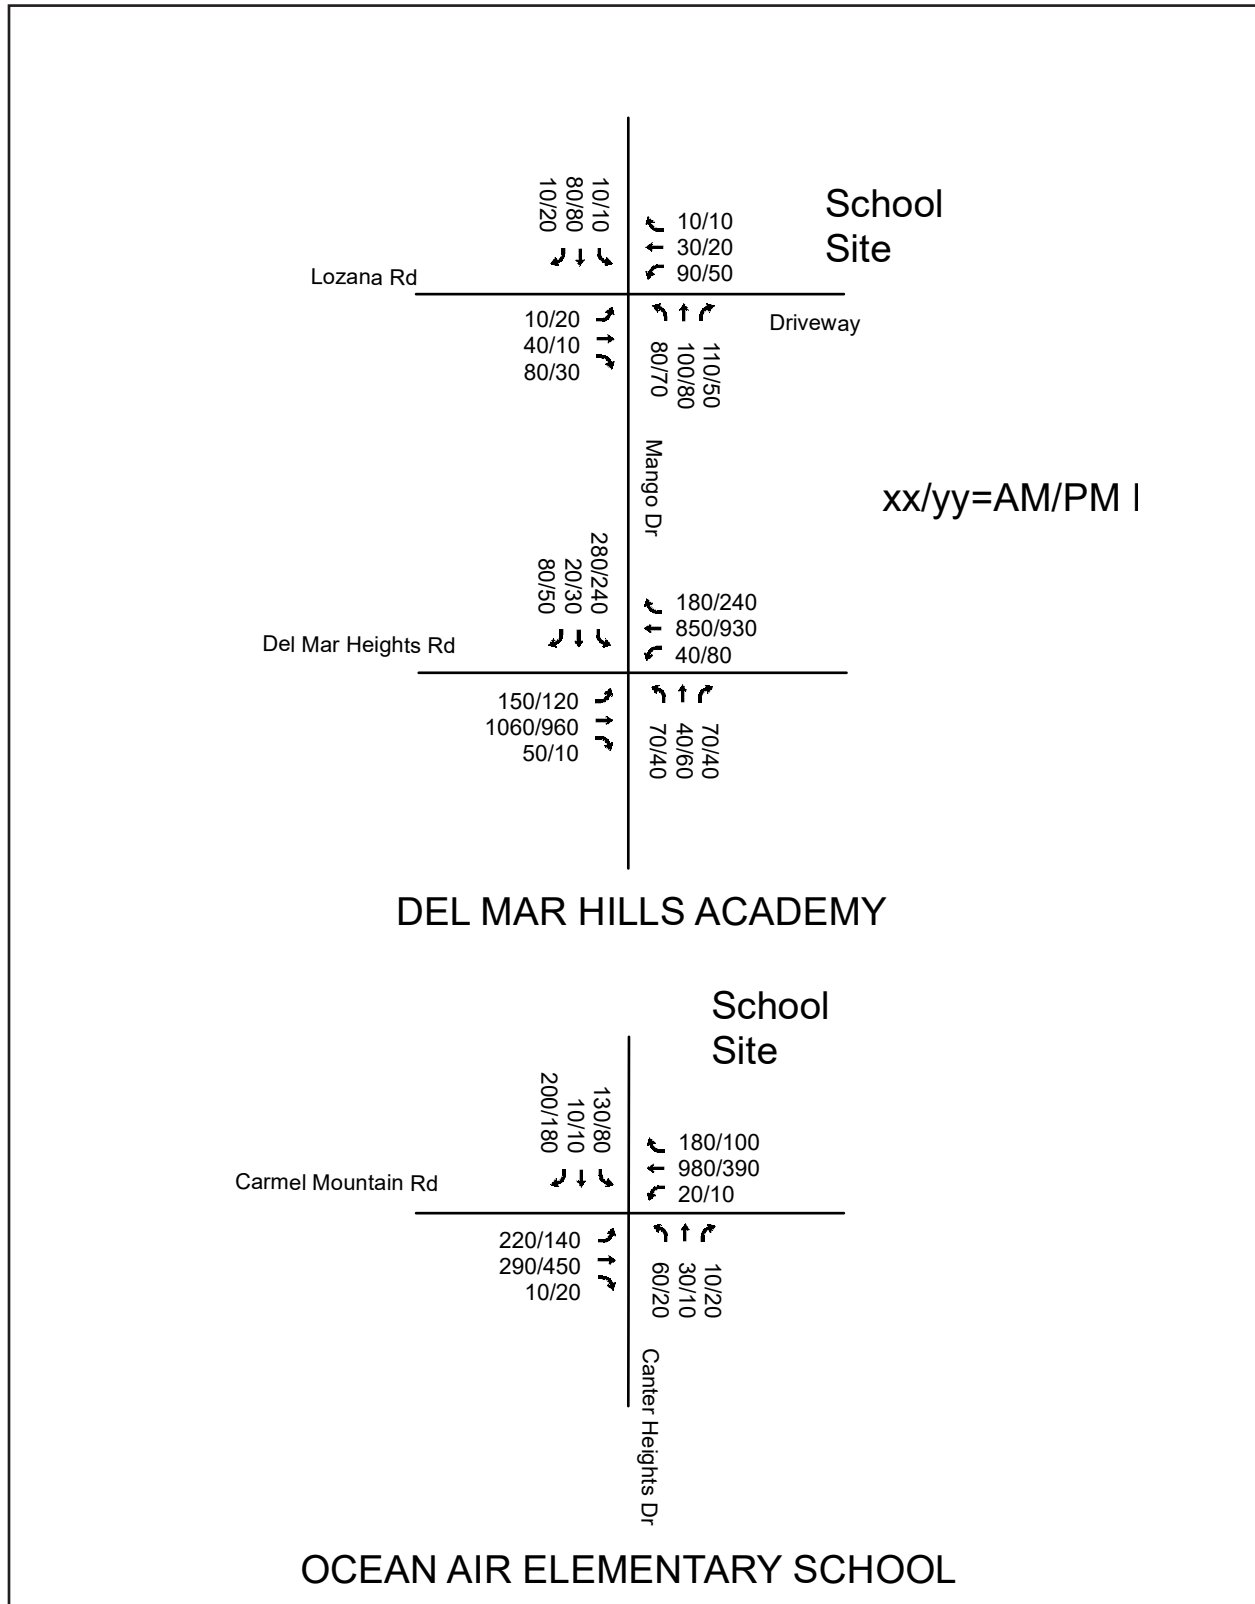 10/20
80/80
10/10
10/10
30/20
90/50
School
Site
Lozana Rd
Driveway
10/20
40/10
80/30
80/70
100/80
110/50
Mango Dr
xx/yy=AM/PM
80/50
20/30
280/240
180/240
850/930
40/80
Del Mar Heights Rd
150/120
1060/960
50/10
70/40
40/60
70/40
DEL MAR HILLS ACADEMY
School
Site
200/180
10/10
130/80
180/100
980/390
20/10
Carmel Mountain Rd
220/140
290/450
10/20
60/20
30/10
10/20
Canter Heights Dr
OCEAN AIR ELEMENTARY SCHOOL